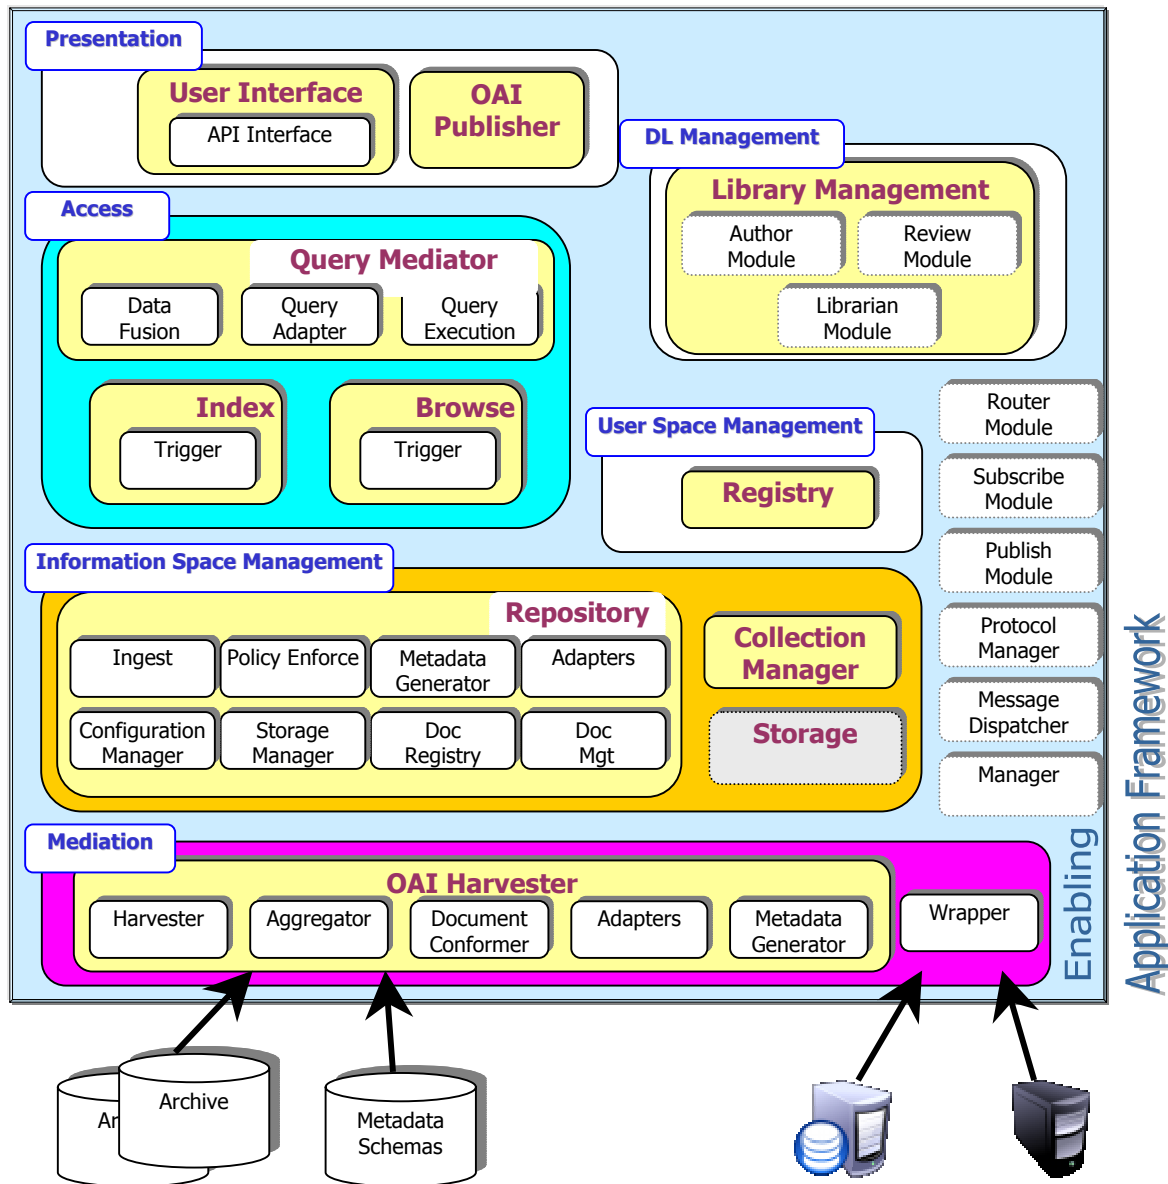 Presentation
User Interface
API Interface
OAI
Publisher
DL Management
Library Management
Author
Module
Review
Module
Librarian
Module
Access
Query Mediator
Data
Fusion
Query
Adapter
Query
Execution
Index
Trigger
Browse
Trigger
User Space Management
Registry
Router
Module
Subscribe
Module
Publish
Module
Protocol
Manager
Message
Dispatcher
Manager
Information Space Management
Repository
Ingest
Policy Enforce
Metadata
Generator
Adapters
Configuration
Manager
Storage
Manager
Doc
Registry
Doc
Mgt
Collection
Manager
Storage
Mediation
OAI Harvester
Harvester
Aggregator
Document
Conformer
Adapters
Metadata
Generator
Wrapper
Enabling
Application Framework
Ar
Archive
Metadata
Schemas